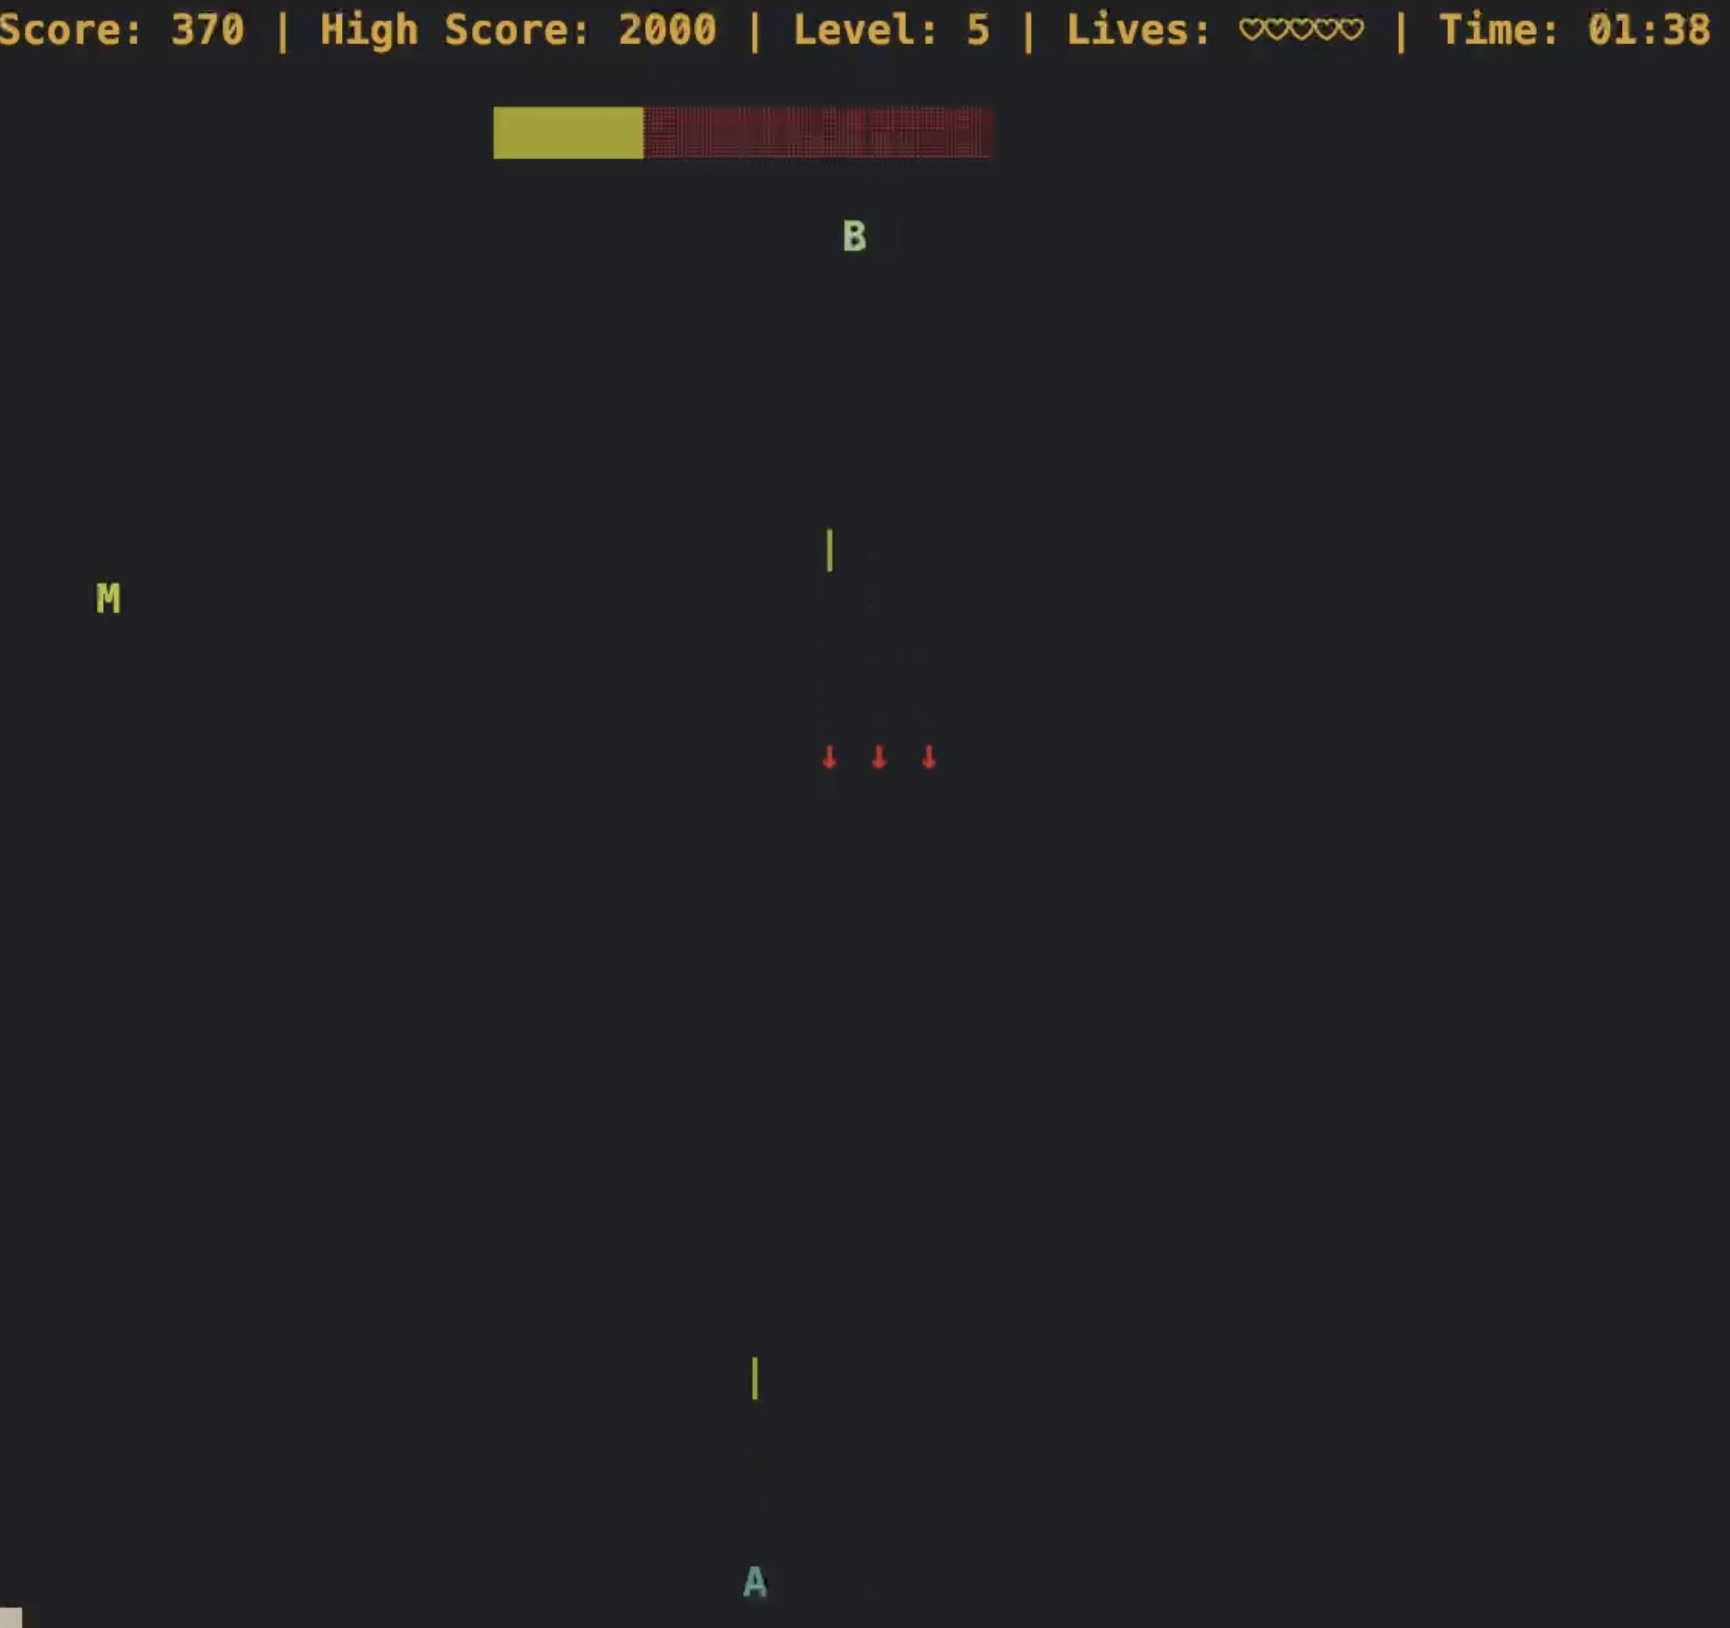 Score: 370 | High Score: 2000 | Level: 5 | Lives: ♡♡♡♡♡ | Time: 01:38
B
|
M
↓ ↓ ↓
|
A